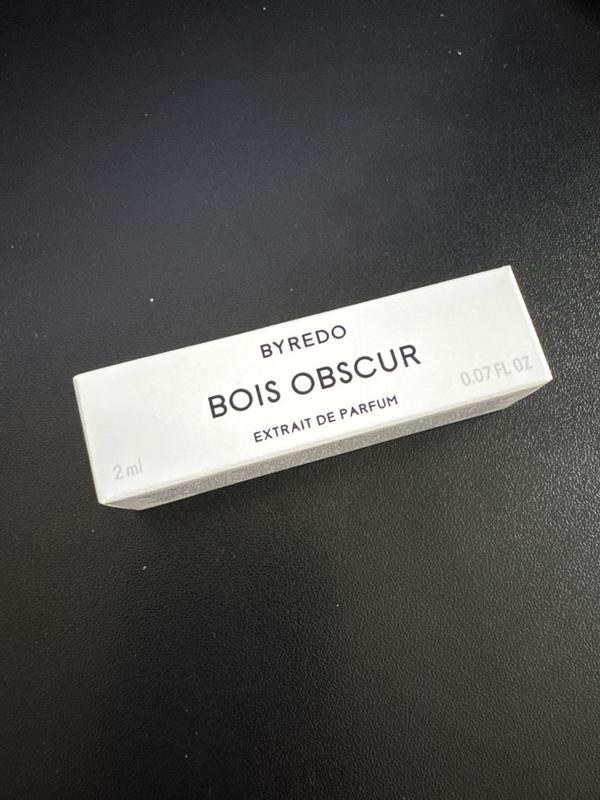 BYREDO
BOIS OBSCUR
EXTRAIT DE PARFUM
2 ml
0.07 FL OZ